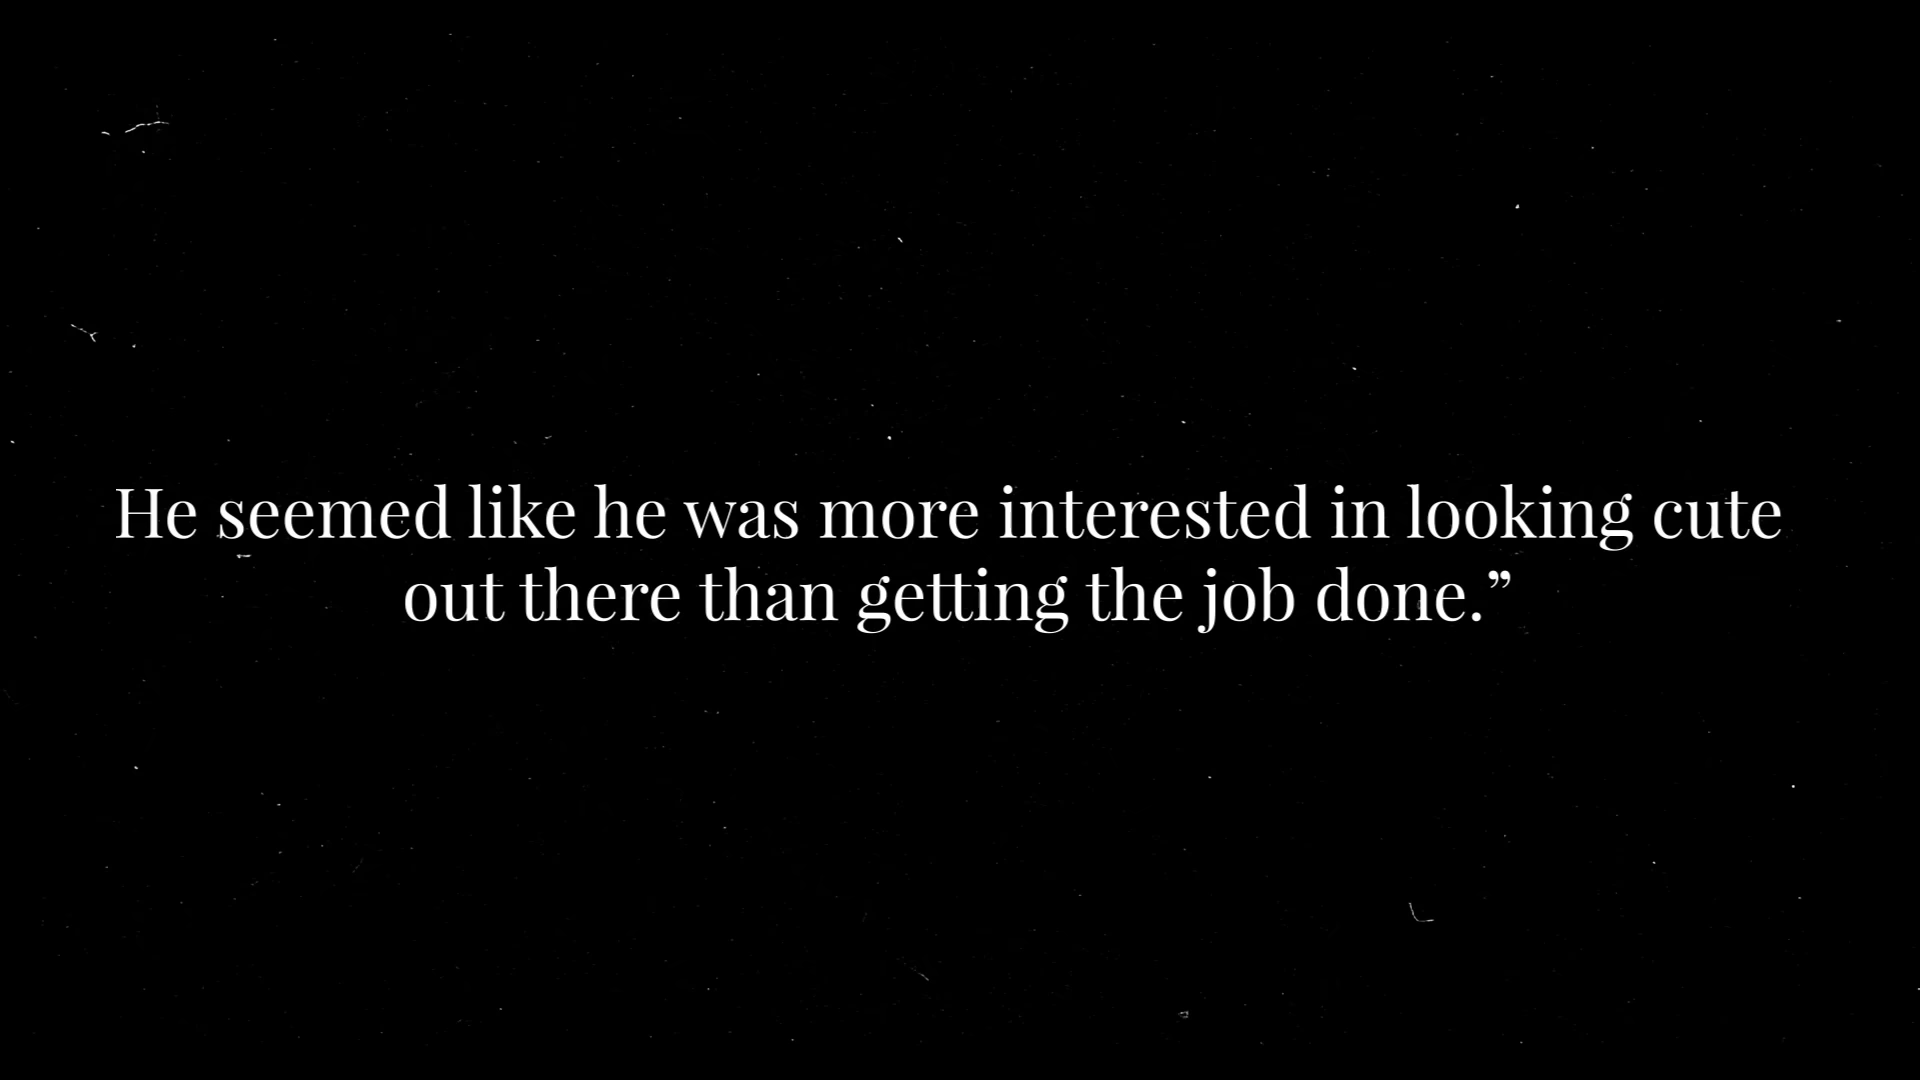 He seemed like he was more interested in looking cute
out there than getting the job done.”